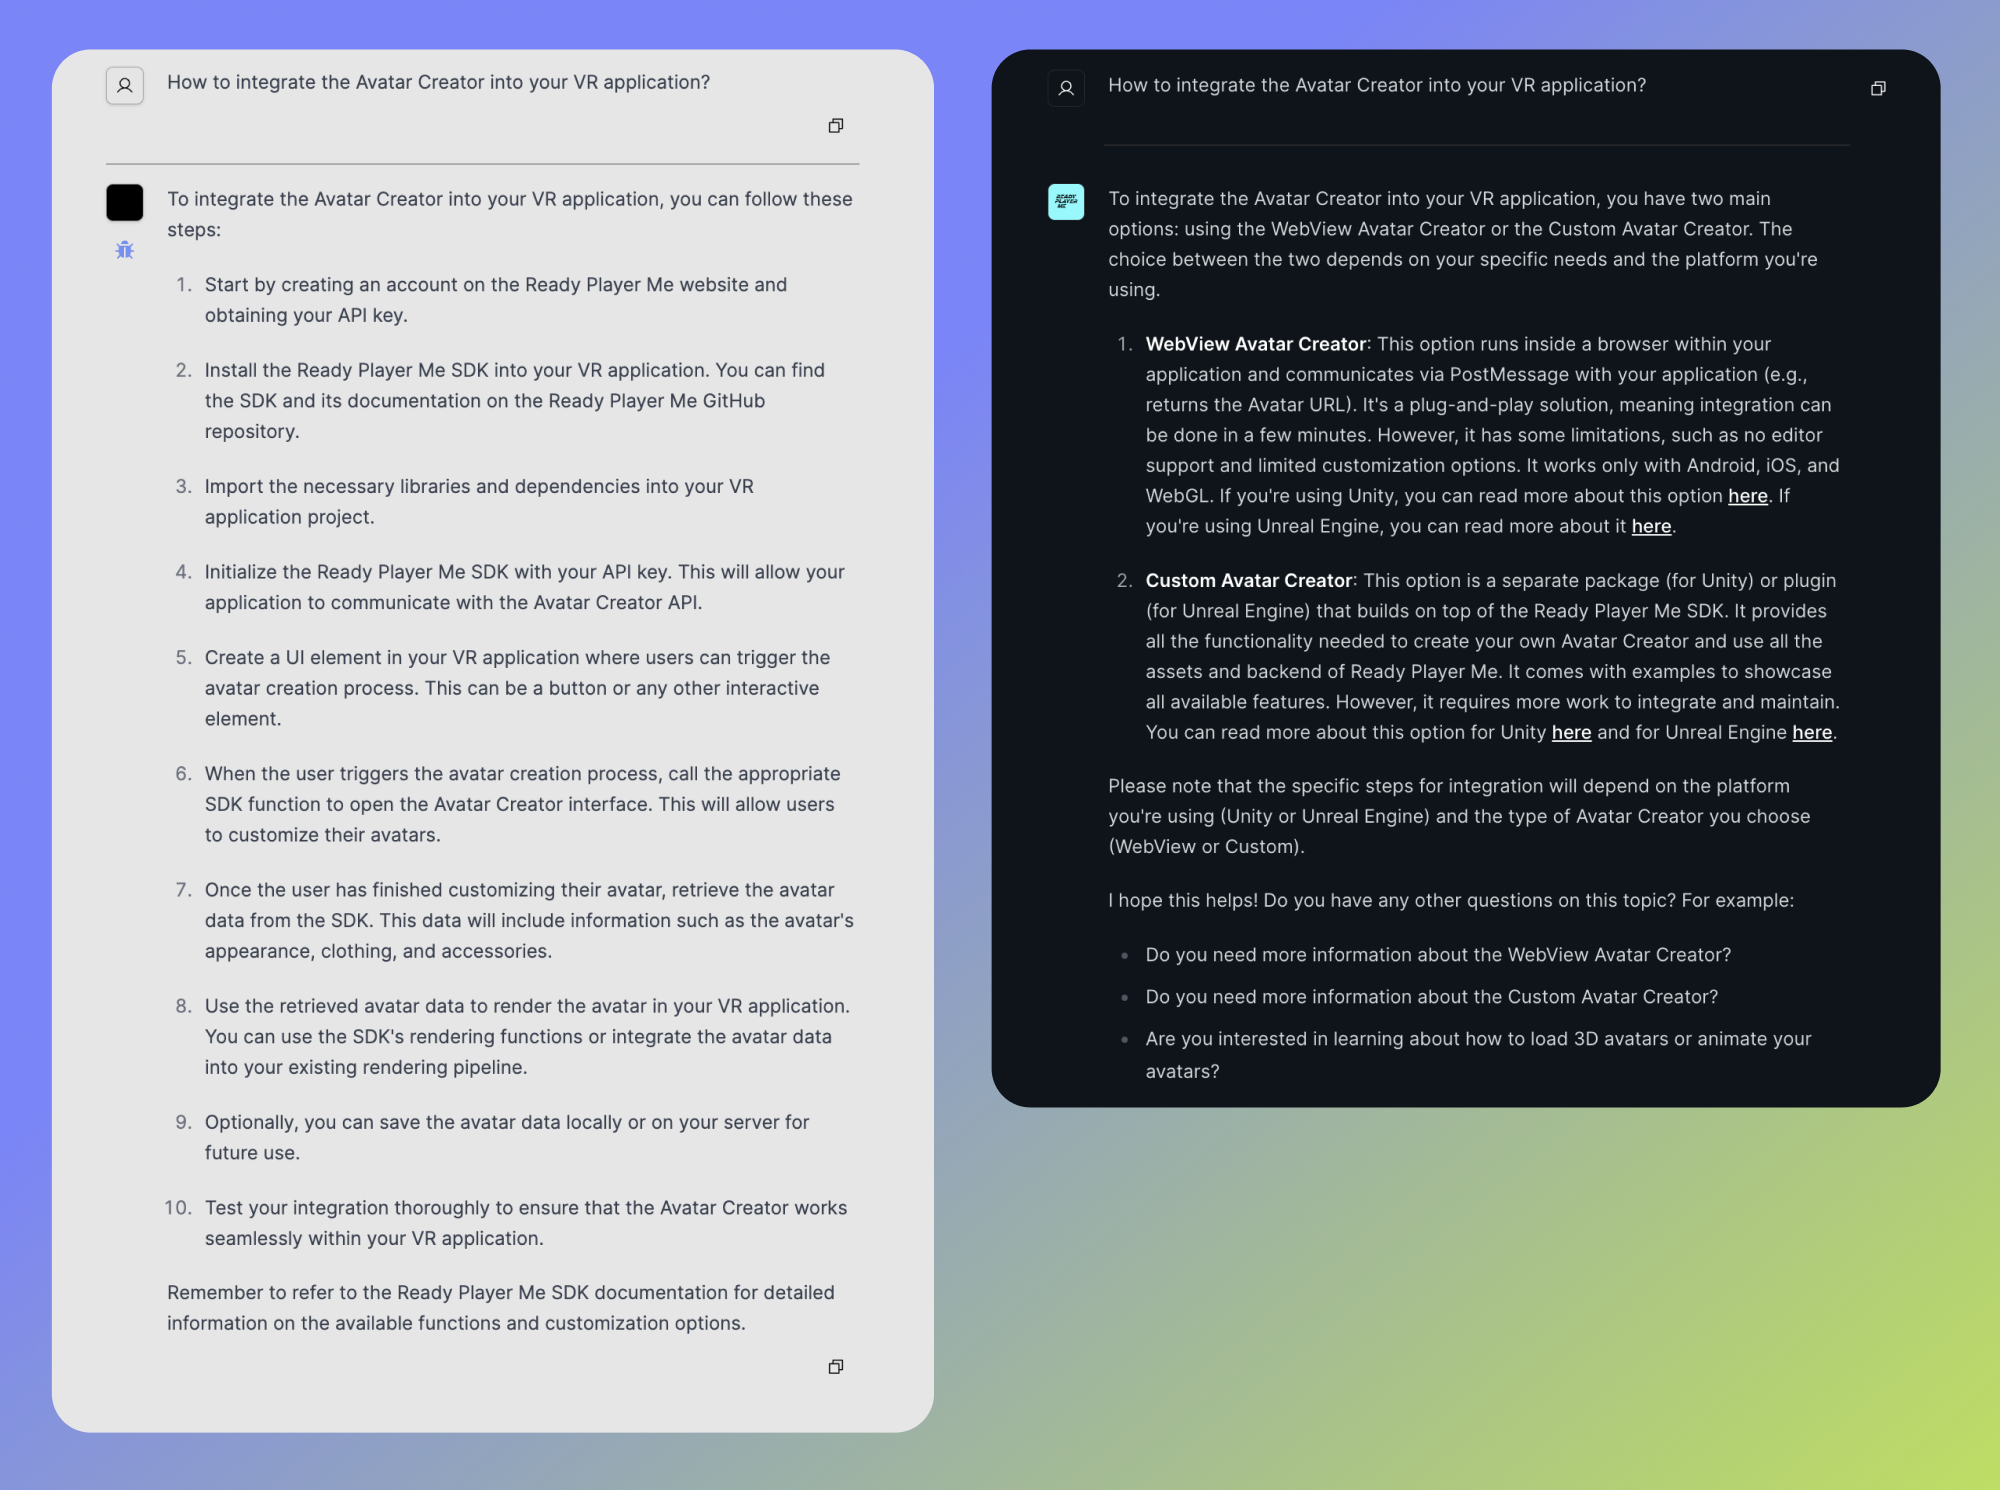 How to integrate the Avatar Creator into your VR application?
To integrate the Avatar Creator into your VR application, you can follow these
steps:
1. Start by creating an account on the Ready Player Me website and
obtaining your API key.
2. Install the Ready Player Me SDK into your VR application. You can find
the SDK and its documentation on the Ready Player Me GitHub
repository.
3. Import the necessary libraries and dependencies into your VR
application project.
4. Initialize the Ready Player Me SDK with your API key. This will allow your
application to communicate with the Avatar Creator API.
5. Create a UI element in your VR application where users can trigger the
avatar creation process. This can be a button or any other interactive
element.
6. When the user triggers the avatar creation process, call the appropriate
SDK function to open the Avatar Creator interface. This will allow users
to customize their avatars.
7. Once the user has finished customizing their avatar, retrieve the avatar
data from the SDK. This data will include information such as the avatar's
appearance, clothing, and accessories.
8. Use the retrieved avatar data to render the avatar in your VR application.
You can use the SDK's rendering functions or integrate the avatar data
into your existing rendering pipeline.
9. Optionally, you can save the avatar data locally or on your server for
future use.
10. Test your integration thoroughly to ensure that the Avatar Creator works
seamlessly within your VR application.
Remember to refer to the Ready Player Me SDK documentation for detailed
information on the available functions and customization options.
How to integrate the Avatar Creator into your VR application?
READY
PLAYER
ME
To integrate the Avatar Creator into your VR application, you have two main
options: using the WebView Avatar Creator or the Custom Avatar Creator. The
choice between the two depends on your specific needs and the platform you're
using.
1. WebView Avatar Creator: This option runs inside a browser within your
application and communicates via PostMessage with your application (e.g.,
returns the Avatar URL). It's a plug-and-play solution, meaning integration can
be done in a few minutes. However, it has some limitations, such as no editor
support and limited customization options. It works only with Android, iOS, and
WebGL. If you're using Unity, you can read more about this option here. If
you're using Unreal Engine, you can read more about it here.
2. Custom Avatar Creator: This option is a separate package (for Unity) or plugin
(for Unreal Engine) that builds on top of the Ready Player Me SDK. It provides
all the functionality needed to create your own Avatar Creator and use all the
assets and backend of Ready Player Me. It comes with examples to showcase
all available features. However, it requires more work to integrate and maintain.
You can read more about this option for Unity here and for Unreal Engine here.
Please note that the specific steps for integration will depend on the platform
you're using (Unity or Unreal Engine) and the type of Avatar Creator you choose
(WebView or Custom).
I hope this helps! Do you have any other questions on this topic? For example:
• Do you need more information about the WebView Avatar Creator?
• Do you need more information about the Custom Avatar Creator?
• Are you interested in learning about how to load 3D avatars or animate your
avatars?